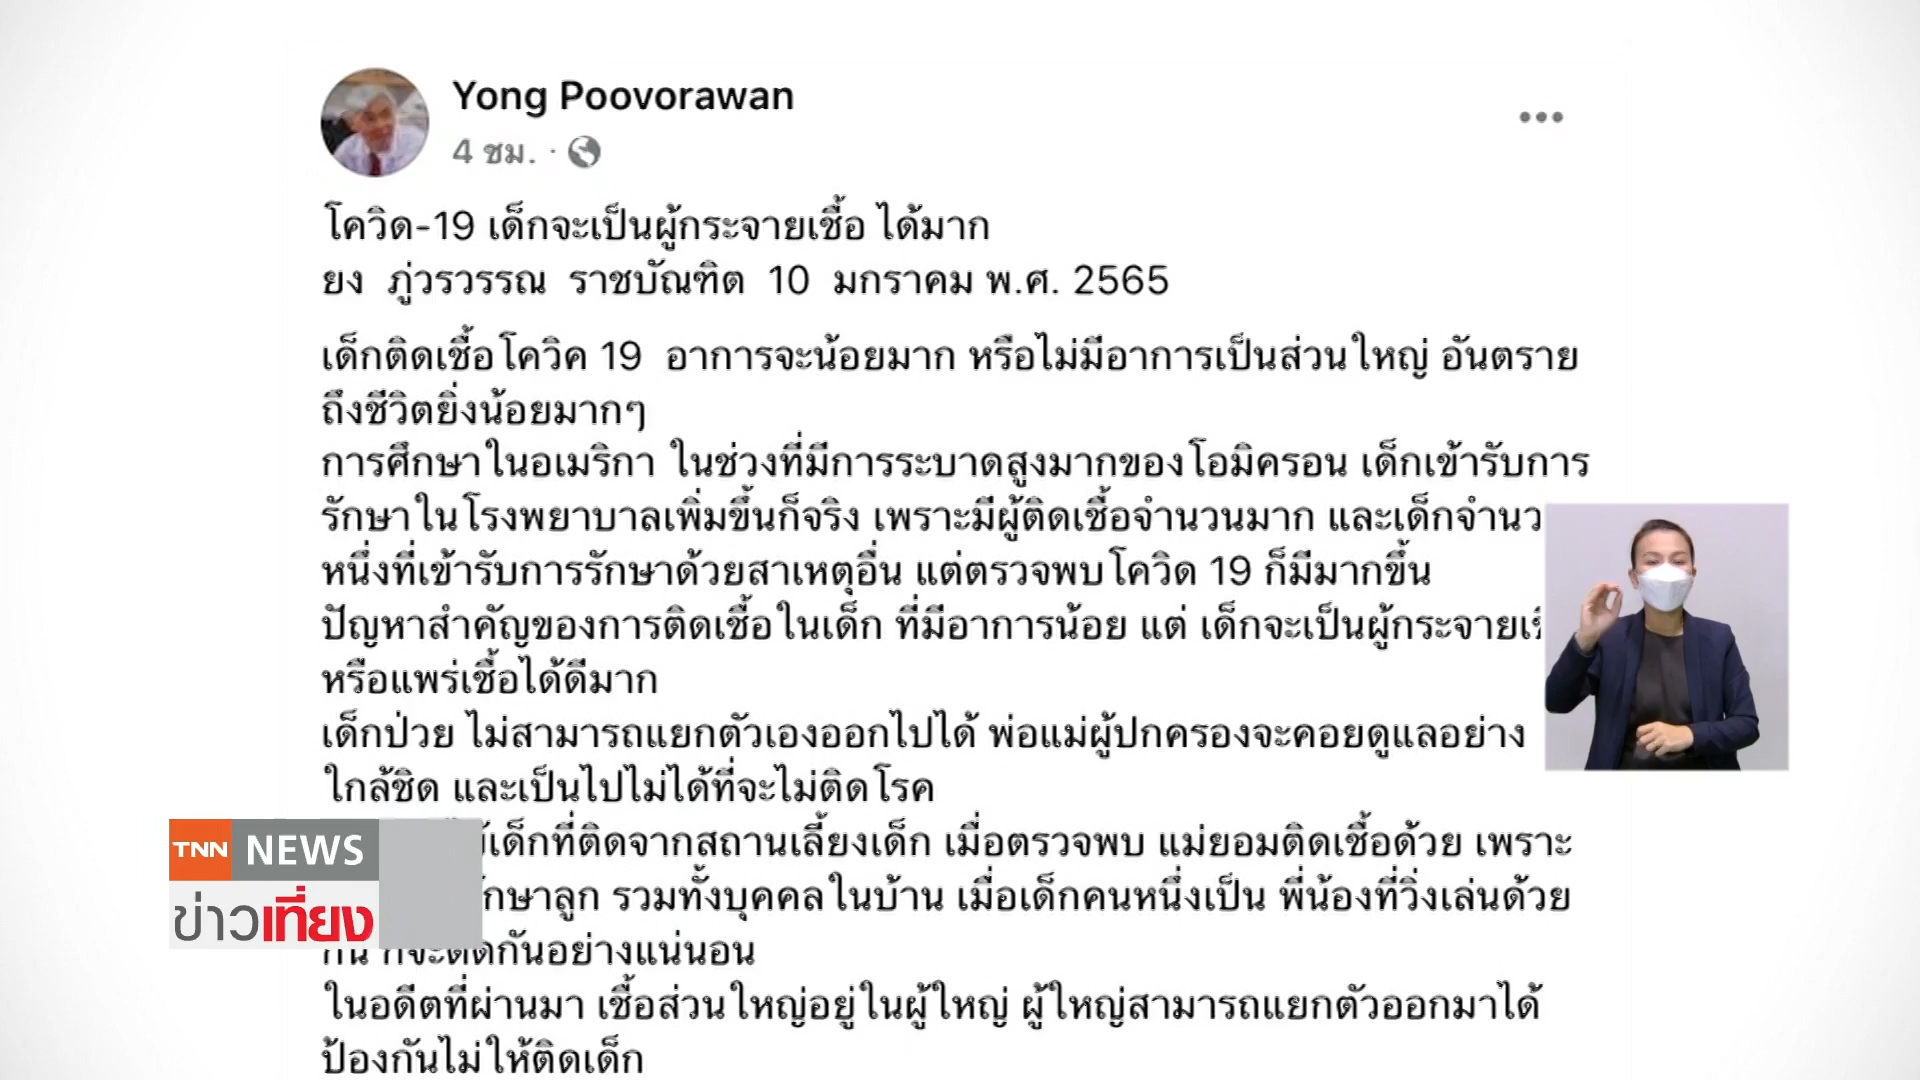 Yong Poovorawan
4 ชม. ·
โควิด-19 เด็กจะเป็นผู้กระจายเชื้อ ได้มาก
ยง ภู่วรวรรณ ราชบัณฑิต 10 มกราคม พ.ศ. 2565
เด็กติดเชื้อโควิค 19 อาการจะน้อยมาก หรือไม่มีอาการเป็นส่วนใหญ่ อันตราย
ถึงชีวิตยิ่งน้อยมากๆ
การศึกษาในอเมริกา ในช่วงที่มีการระบาดสูงมากของโอมิครอน เด็กเข้ารับการ
รักษาในโรงพยาบาลเพิ่มขึ้นก็จริง เพราะมีผู้ติดเชื้อจำนวนมาก และเด็กจำนว
หนึ่งที่เข้ารับการรักษาด้วยสาเหตุอื่น แต่ตรวจพบโควิด 19 ก็มีมากขึ้น
ปัญหาสำคัญของการติดเชื้อในเด็ก ที่มีอาการน้อย แต่ เด็กจะเป็นผู้กระจาย
หรือแพร่เชื้อได้ดีมาก
เด็กป่วย ไม่สามารถแยกตัวเองออกไปได้ พ่อแม่ผู้ปกครองจะคอยดูแลอย่าง
ใกล้ชิด และเป็นไปไม่ได้ที่จะไม่ติดโรค
เด็กที่ติดจากสถานเลี้ยงเด็ก เมื่อตรวจพบ แม่ยอมติดเชื้อด้วย เพราะ
ักษาลูก รวมทั้งบุคคลในบ้าน เมื่อเด็กคนหนึ่งเป็น พี่น้องที่วิ่งเล่นด้วย
กัน ก็จะติดกันอย่างแน่นอน
ในอดีตที่ผ่านมา เชื้อส่วนใหญ่อยู่ในผู้ใหญ่ ผู้ใหญ่สามารถแยกตัวออกมาได้
ป้องกันไม่ให้ติดเด็ก
TNN NEWS
ข่าวเที่ยง